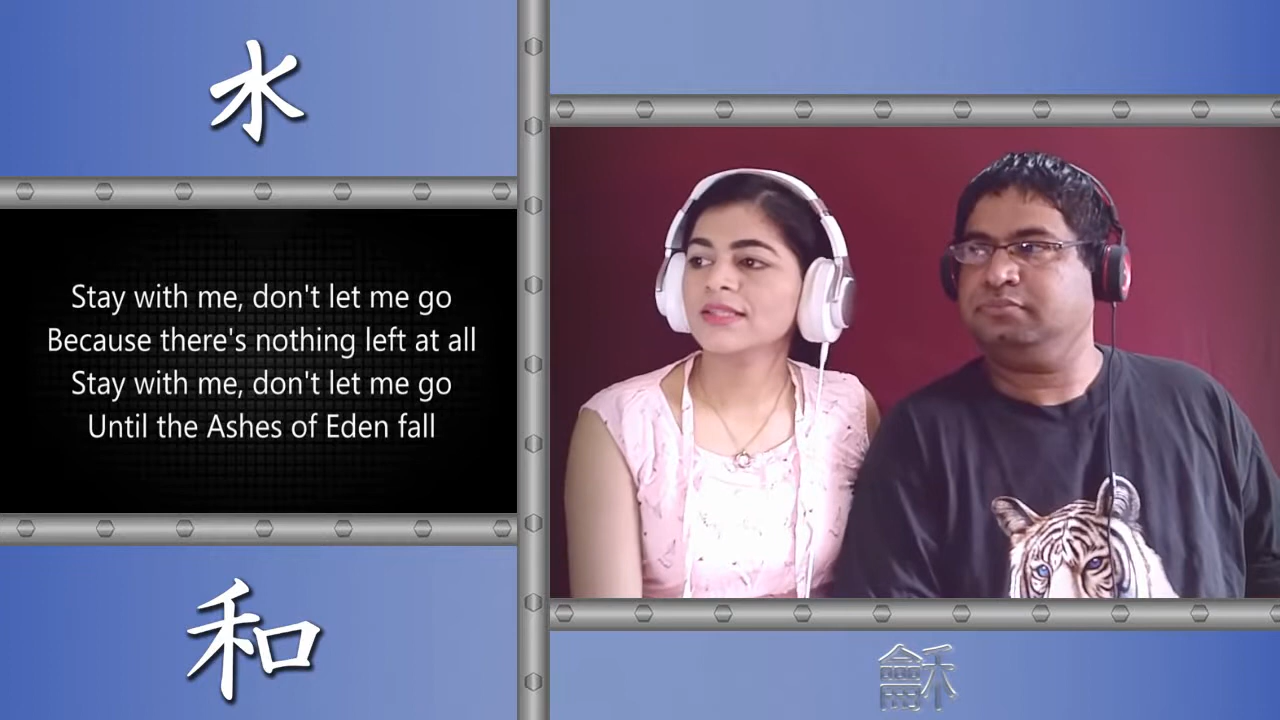 水
Stay with me, don't let me go
Because there's nothing left at all
Stay with me, don't let me go
Until the Ashes of Eden fall
和
龢